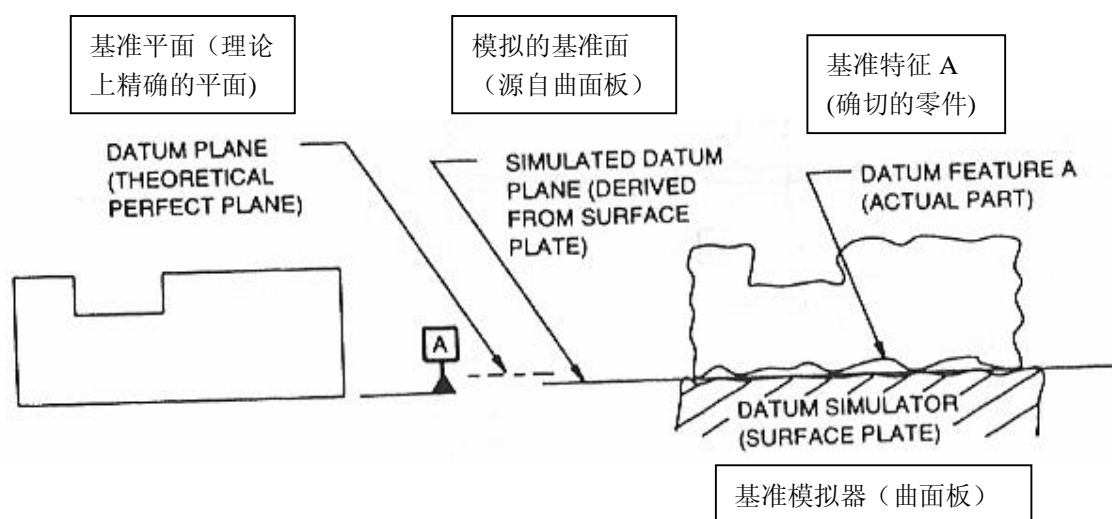 基准平面（理论
上精确的平面)
模拟的基准面
（源自曲面板）
基准特征 A
(确切的零件)
DATUM PLANE
(THEORETICAL
PERFECT PLANE)
SIMULATED DATUM
PLANE (DERIVED
FROM SURFACE
PLATE)
DATUM FEATURE A
(ACTUAL PART)
A
DATUM SIMULATOR
(SURFACE PLATE)
基准模拟器（曲面板）